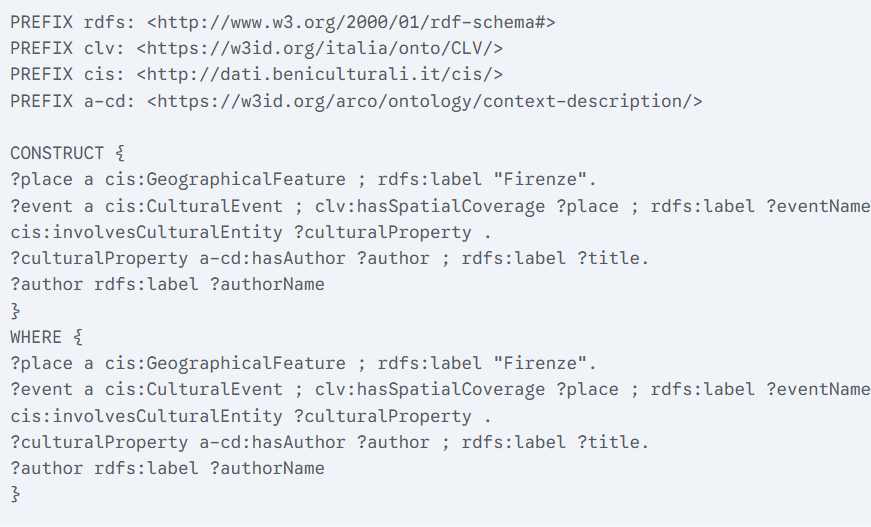 PREFIX rdfs: <http://www.w3.org/2000/01/rdf-schema#>
PREFIX clv: <https://w3id.org/italia/onto/CLV/>
PREFIX cis: <http://dati.beniculturali.it/cis/>
PREFIX a-cd: <https://w3id.org/arco/ontology/context-description/>
CONSTRUCT {
?place a cis:GeographicalFeature ; rdfs:label "Firenze".
?event a cis:CulturalEvent ; clv:hasSpatialCoverage ?place ; rdfs:label ?eventName
cis:involvesCulturalEntity ?culturalProperty .
?culturalProperty a-cd:hasAuthor ?author ; rdfs:label ?title.
?author rdfs:label ?authorName
}
WHERE {
?place a cis:GeographicalFeature ; rdfs:label "Firenze".
?event a cis:CulturalEvent ; clv:hasSpatialCoverage ?place ; rdfs:label ?eventName
cis:involvesCulturalEntity ?culturalProperty .
?culturalProperty a-cd:hasAuthor ?author ; rdfs:label ?title.
?author rdfs:label ?authorName
}